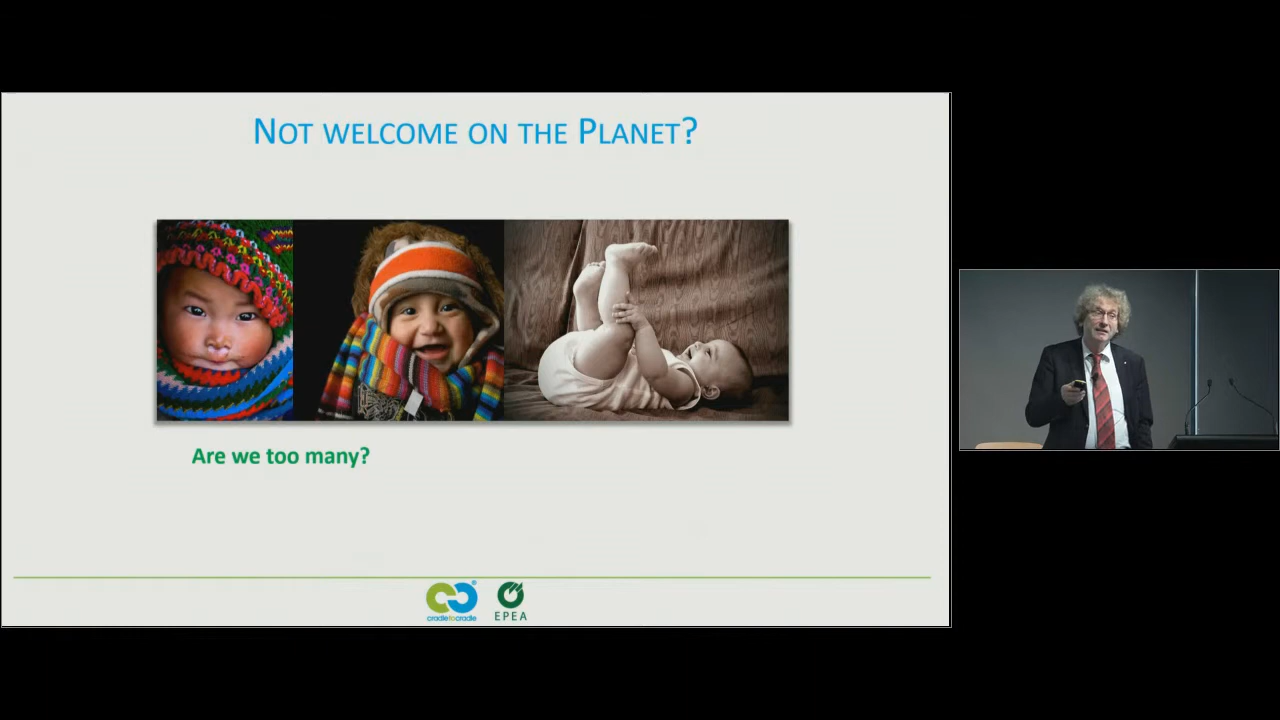 NOT WELCOME ON THE PLANET?
Are we too many?
cradletocradle
®
EPEA